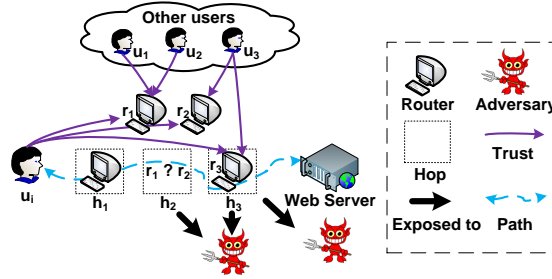 Other users
u1 u2 u3
r1 r2
r1 ? r2 r3
Web Server
ui h1 h2 h3
Router Adversary
Hop Trust
Exposed to Path